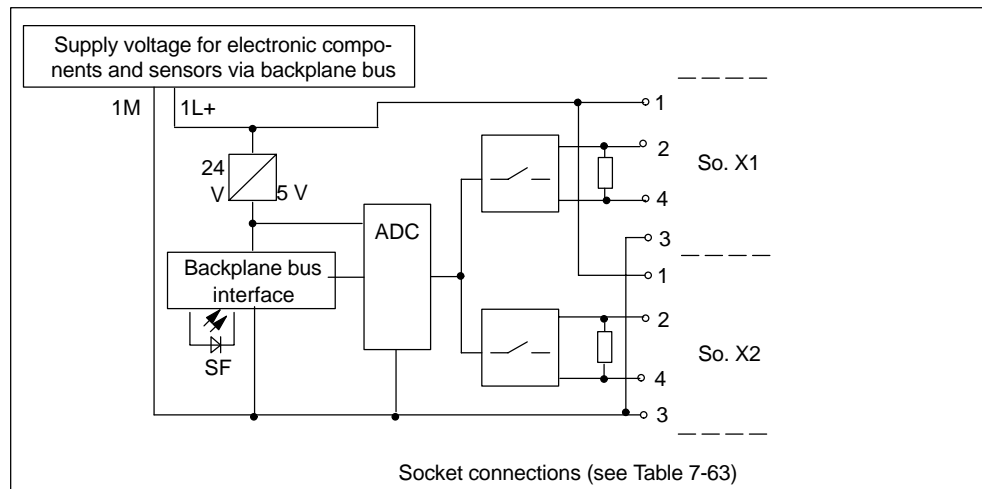 Supply voltage for electronic compo-
nents and sensors via backplane bus
1M
1L+
1
2
So. X1
4
3
24
V
5 V
ADC
Backplane bus
interface
SF
1
2
So. X2
4
3
Socket connections (see Table 7-63)